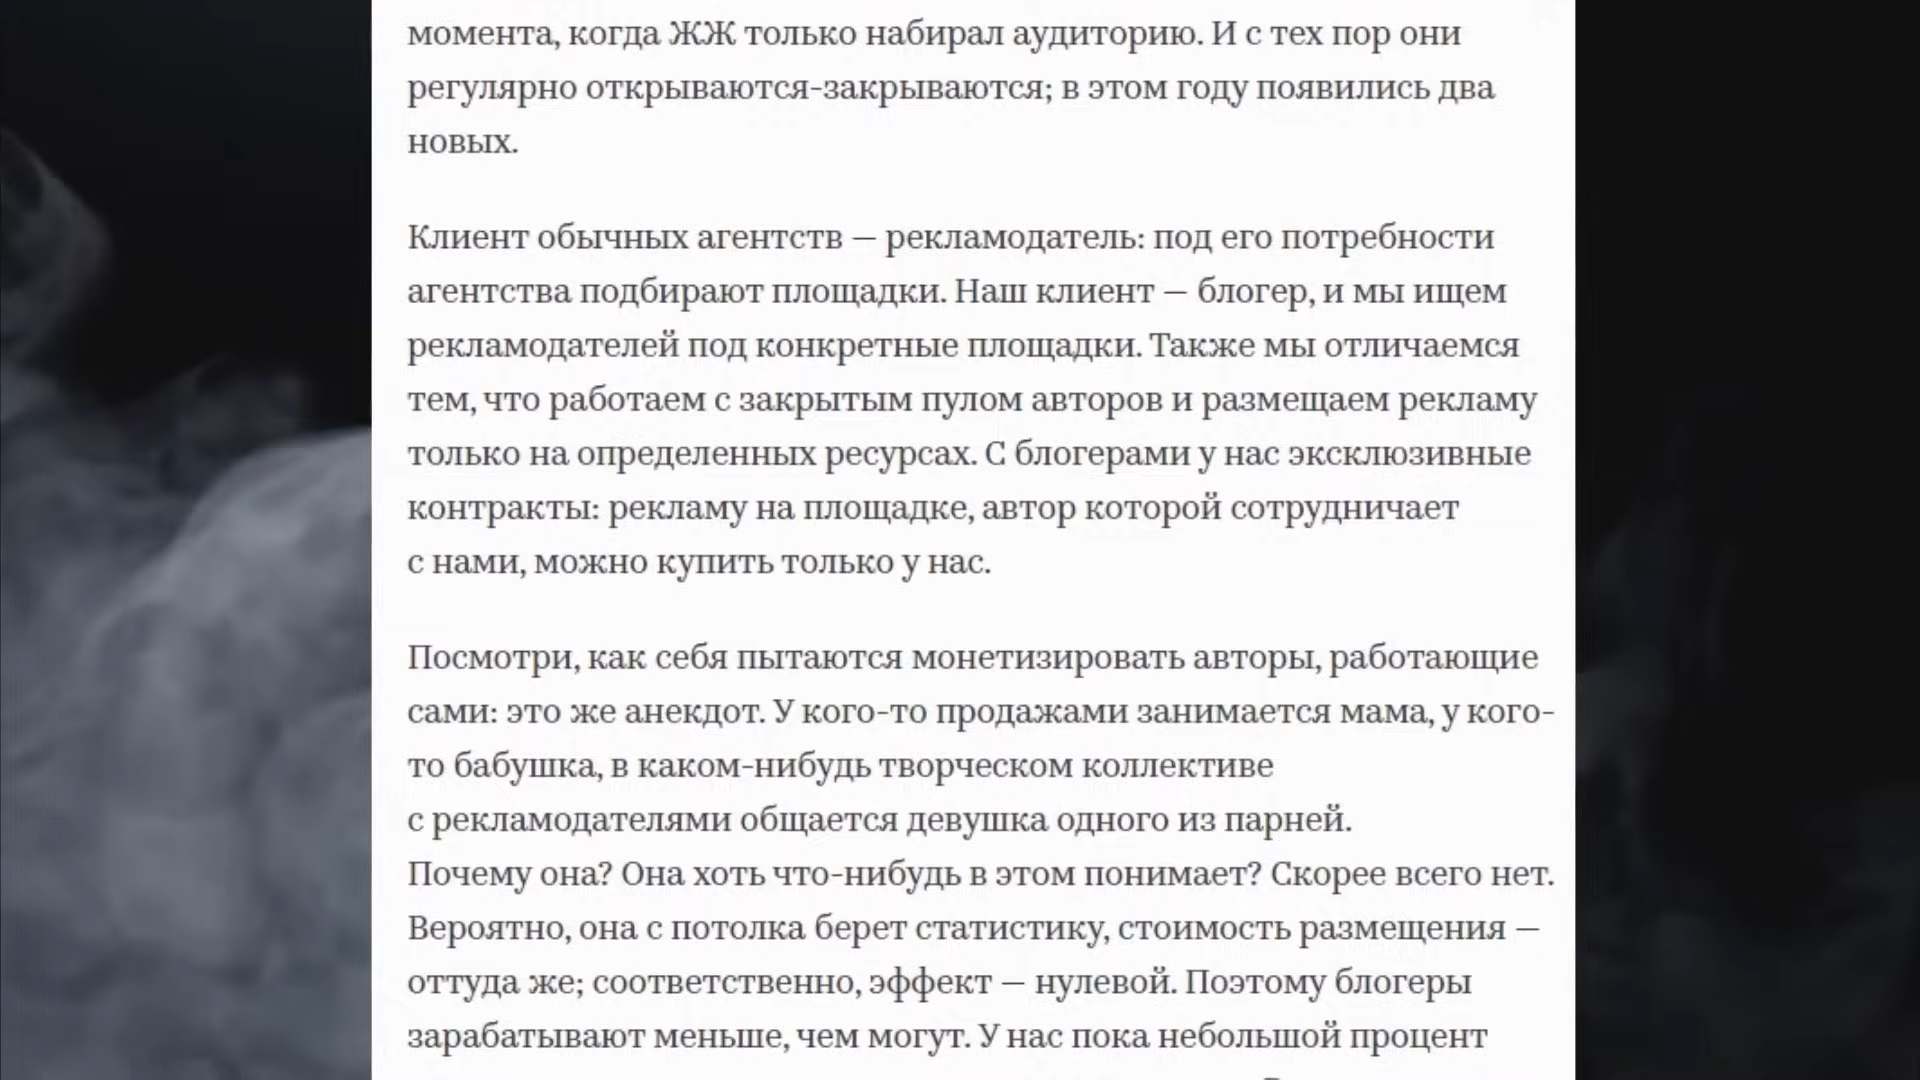 момента, когда ЖЖ только набирал аудиторию. И с тех пор они
регулярно открываются-закрываются; в этом году появились два
новых.
Клиент обычных агентств — рекламодатель: под его потребности
агентства подбирают площадки. Наш клиент — блогер, и мы ищем
рекламодателей под конкретные площадки. Также мы отличаемся
тем, что работаем с закрытым пулом авторов и размещаем рекламу
только на определенных ресурсах. С блогерами у нас эксклюзивные
контракты: рекламу на площадке, автор которой сотрудничает
с нами, можно купить только у нас.
Посмотри, как себя пытаются монетизировать авторы, работающие
сами: это же анекдот. У кого-то продажами занимается мама, у кого-
то бабушка, в каком-нибудь творческом коллективе
с рекламодателями общается девушка одного из парней.
Почему она? Она хоть что-нибудь в этом понимает? Скорее всего нет.
Вероятно, она с потолка берет статистику, стоимость размещения —
оттуда же; соответственно, эффект — нулевой. Поэтому блогеры
зарабатывают меньше, чем могут. У нас пока небольшой процент